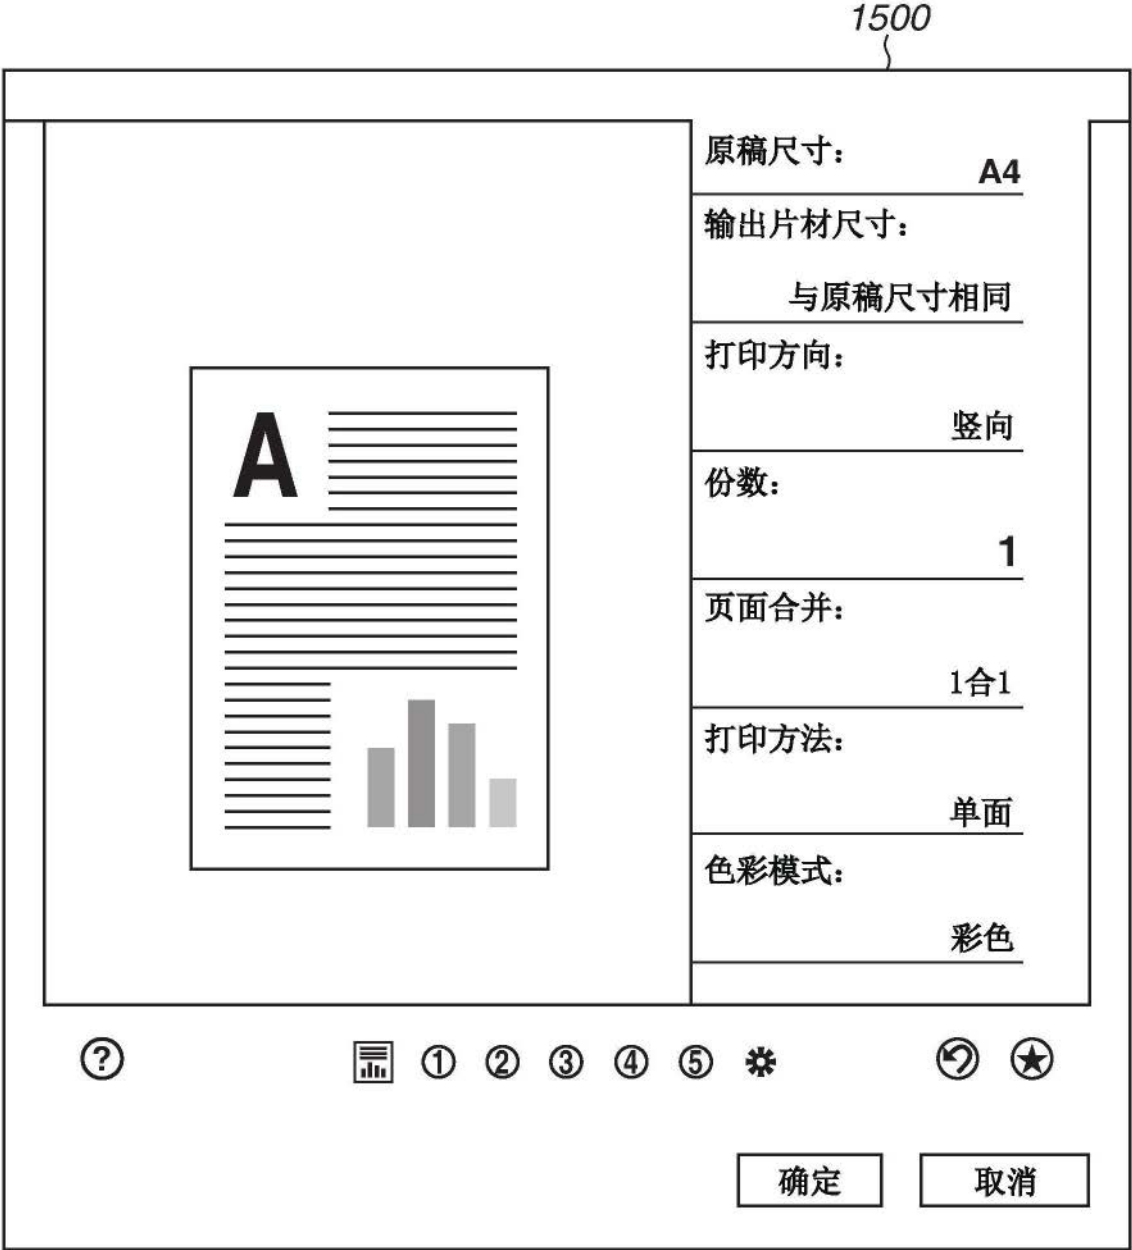 1500
原稿尺寸：
A4
输出片材尺寸：
与原稿尺寸相同
打印方向：
竖向
份数：
1
页面合并：
1合1
打印方法：
单面
色彩模式：
彩色
A
? ① ② ③ ④ ⑤
确定 取消